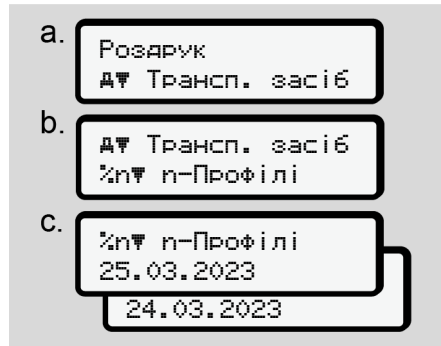 a.
Роздрук
Д▼ Трансп. засіб
b.
Д▼ Трансп. засіб
%n▼ n-Профілі
c.
%n▼ n-Профілі
25.03.2023
24.03.2023